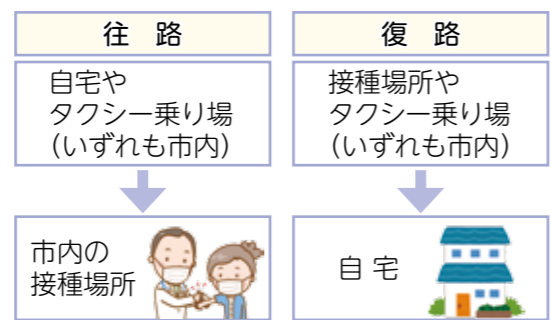 往 路
自宅や
タクシー乗り場
(いずれも市内)
市内の
接種場所
復 路
接種場所や
タクシー乗り場
(いずれも市内)
自 宅